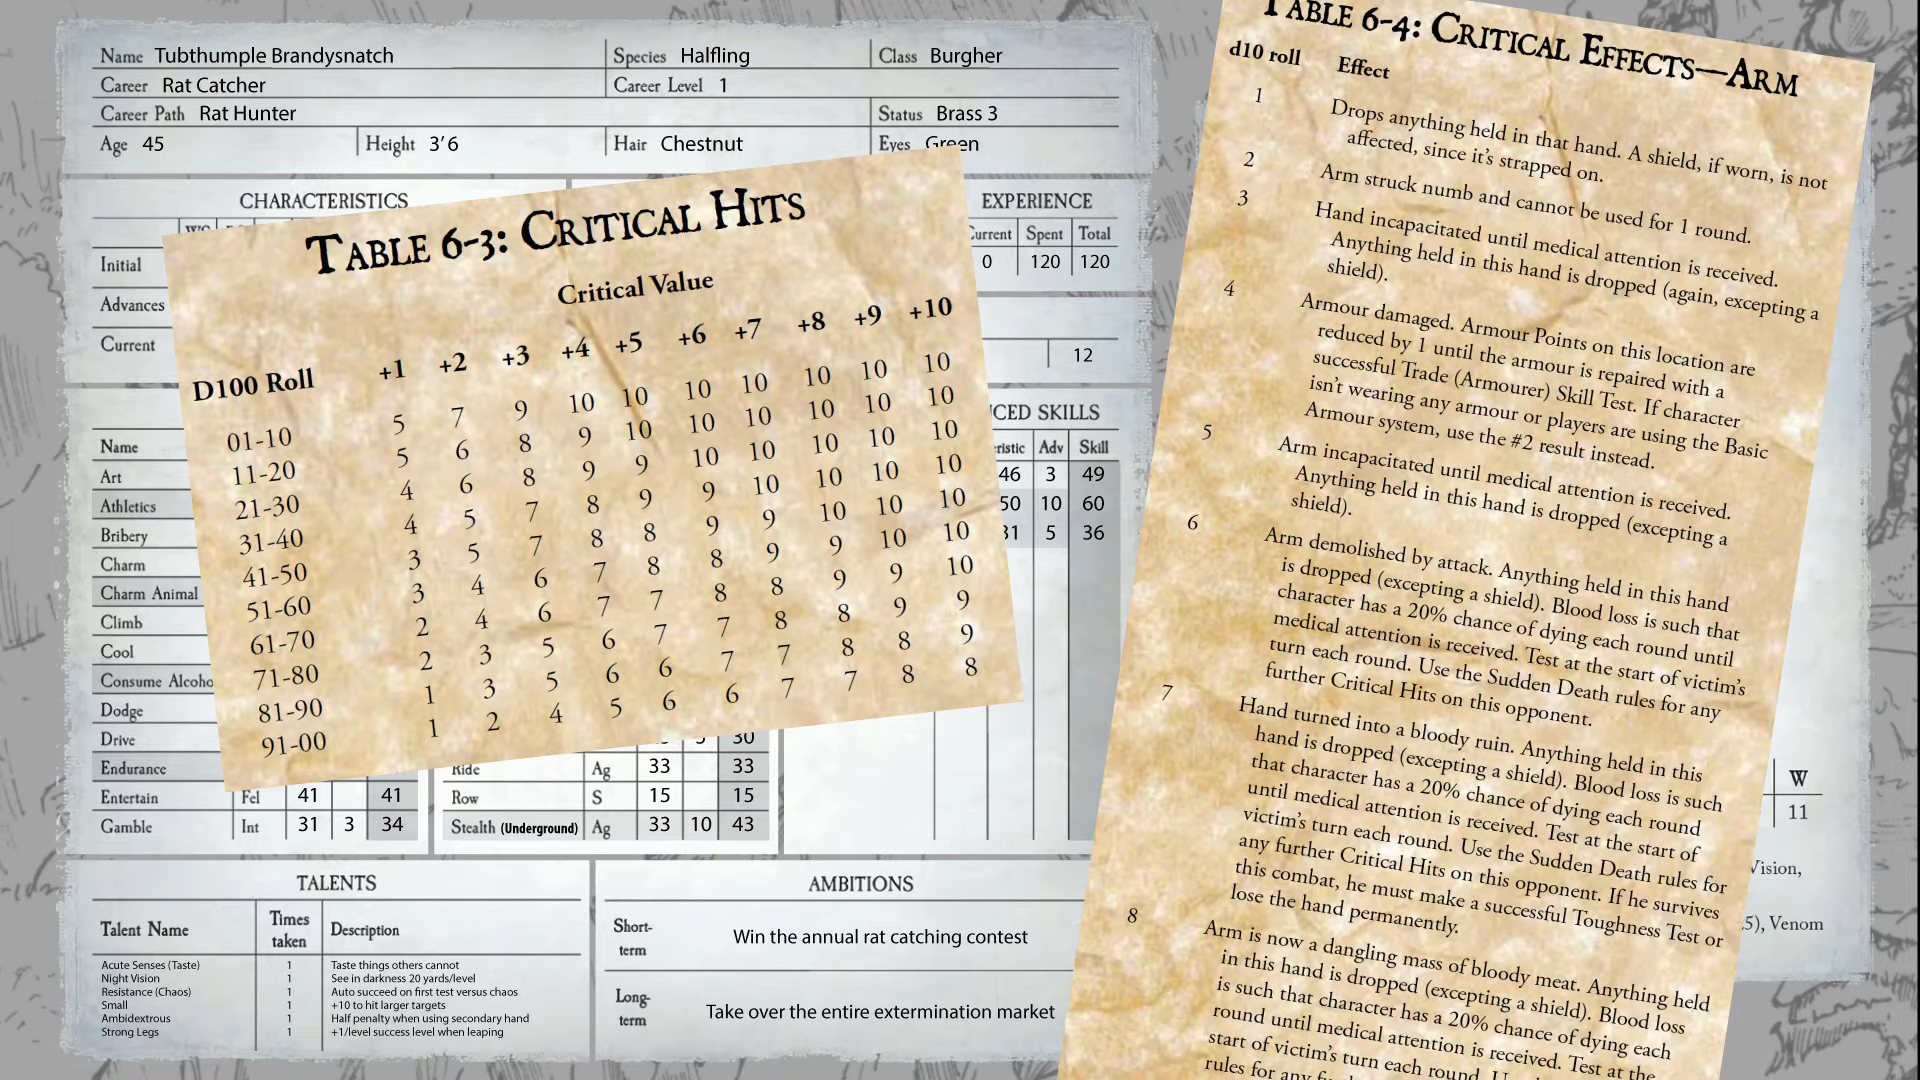 Name Tubthumple Brandysnatch Species Halfling Class Burgher
Career Rat Catcher Career Level 1
Career Path Rat Hunter Status Brass 3
Age 45 Height 3'6 Hair Chestnut Eyes Green
CHARACTERISTICS
Initial
Advances
Current
EXPERIENCE
Current Spent Total
0 120 120
12
TABLE 6-3: CRITICAL HITS
Critical Value
D100 Roll +1 +2 +3 +4 +5 +6 +7 +8 +9 +10
01-10 5 7 9 10 10 10 10 10 10 10
11-20 5 6 8 9 10 10 10 10 10 10
21-30 4 6 8 9 9 10 10 10 10 10
31-40 4 5 7 8 9 9 10 10 10 10
41-50 3 5 7 8 8 9 9 10 10 10
51-60 3 4 6 7 8 8 9 9 10 10
61-70 2 4 6 7 7 8 8 9 9 10
71-80 2 3 5 6 7 7 8 8 9 9
81-90 1 3 5 6 6 7 7 8 8 9
91-00 1 2 4 5 6 6 7 7 8 8
Name
Art
Athletics
Bribery
Charm
Charm Animal
Climb
Cool
Consume Alcoho
Dodge
Drive
Endurance
Entertain Fel 41 41
Gamble Int 31 3 34
30
Ride Ag 33 33
Row S 15 15
Stealth (Underground) Ag 33 10 43
CED SKILLS
Adv Skill
46 3 49
50 10 60
31 5 36
TALENTS
Talent Name Times taken Description
Acute Senses (Taste) 1 Taste things others cannot
Night Vision 1 See in darkness 20 yards/level
Resistance (Chaos) 1 Auto succeed on first test versus chaos
Small 1 +10 to hit larger targets
Ambidextrous 1 Half penalty when using secondary hand
Strong Legs 1 +1/level success level when leaping
AMBITIONS
Short-term Win the annual rat catching contest
Long-term Take over the entire extermination market
TABLE 6-4: CRITICAL EFFECTS—ARM
d10 roll Effect
1 Drops anything held in that hand. A shield, if worn, is not
affected, since it's strapped on.
2 Arm struck numb and cannot be used for 1 round.
3 Hand incapacitated until medical attention is received.
Anything held in this hand is dropped (again, excepting a
shield).
4 Armour damaged. Armour Points on this location are
reduced by 1 until the armour is repaired with a
successful Trade (Armourer) Skill Test. If character
isn't wearing any armour or players are using the Basic
Armour system, use the #2 result instead.
5 Arm incapacitated until medical attention is received.
Anything held in this hand is dropped (excepting a
shield).
6 Arm demolished by attack. Anything held in this hand
is dropped (excepting a shield). Blood loss is such that
character has a 20% chance of dying each round until
medical attention is received. Test at the start of victim's
turn each round. Use the Sudden Death rules for any
further Critical Hits on this opponent.
7 Hand turned into a bloody ruin. Anything held in this
hand is dropped (excepting a shield). Blood loss is such
that character has a 20% chance of dying each round
until medical attention is received. Test at the start of
victim's turn each round. Use the Sudden Death rules for
any further Critical Hits on this opponent. If he survives
this combat, he must make a successful Toughness Test or
lose the hand permanently.
8 Arm is now a dangling mass of bloody meat. Anything held
in this hand is dropped (excepting a shield). Blood loss
is such that character has a 20% chance of dying each
round until medical attention is received. Test at the
start of victim's turn each round.
rules for any
W
11
Vision,
5), Venom